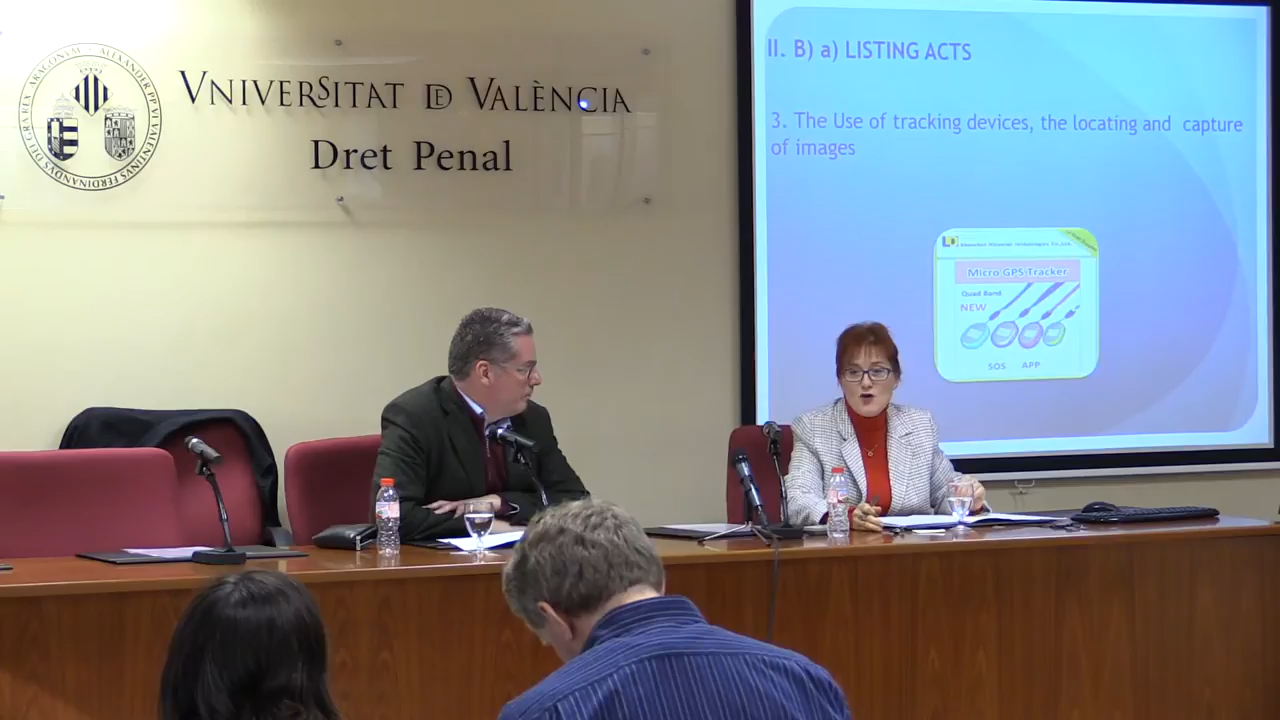 VNIVERSITAT DE VALÈNCIA
Dret Penal
II. B) a) LISTING ACTS
3. The Use of tracking devices, the locating and capture
of images
Micro GPS Tracker
Quad Band
NEW
SOS APP